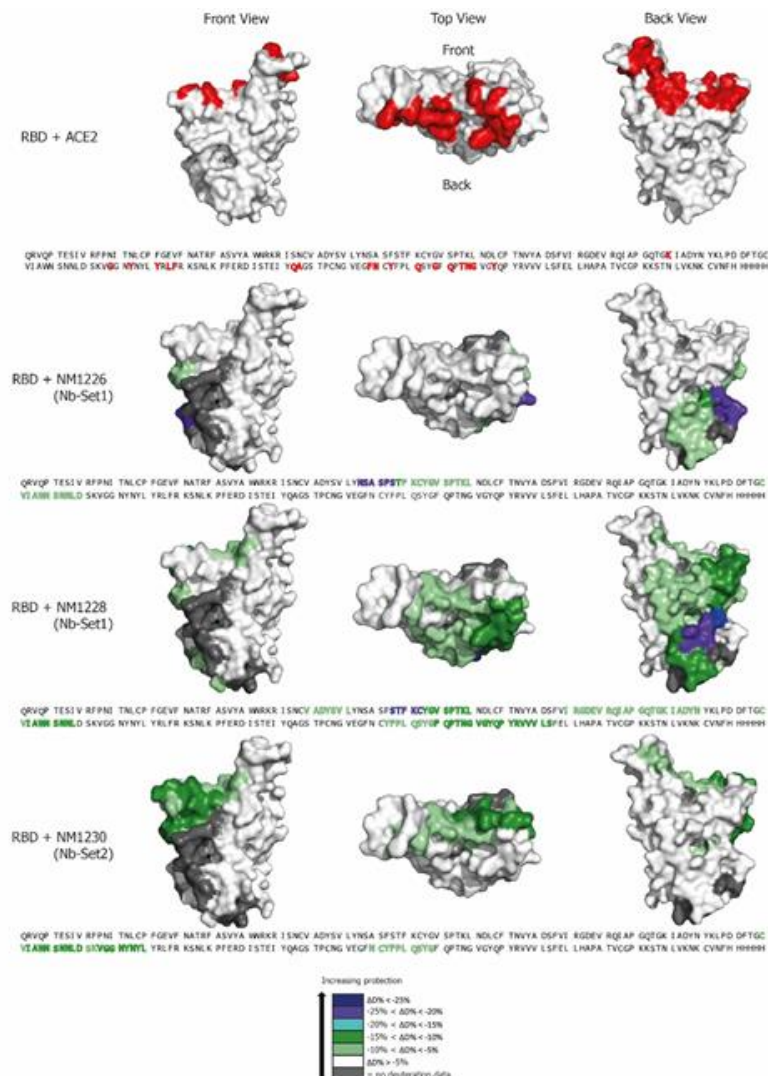 Front View Top View Back View
Front
RBD + ACE2
Back
QRVQP TESIV RFPNI TNLCP FGEVF NATRF ASVYA WNRKR ISNCV ADYSV LYNSA SFSTF KCYGV SPTKL NDLCF TNVYA DSFVI RGDEV RQIAP GQTGK IADYN YKLPD DFTGC
VIAWN SNNLD SKVGG NYNYL YRLFR KSNLK PFERD ISTEI YQAGS TPCNG VEGFN CYFPL QSYGF QPTNG VGYQP YRVVV LSFEL LHAPA TVCGP KKSTN LVKNK CVNFH HHHHH
RBD + NM1226
(Nb-Set1)
QRVQP TESIV RFPNI TNLCP FGEVF NATRF ASVYA WNRKR ISNCV ADYSV LYNSA SFSTF KCYGV SPTKL NDLCF TNVYA DSFVI RGDEV RQIAP GQTGK IADYN YKLPD DFTGC
VIAWN SNNLD SKVGG NYNYL YRLFR KSNLK PFERD ISTEI YQAGS TPCNG VEGFN CYFPL QSYGF QPTNG VGYQP YRVVV LSFEL LHAPA TVCGP KKSTN LVKNK CVNFH HHHHH
RBD + NM1228
(Nb-Set1)
QRVQP TESIV RFPNI TNLCP FGEVF NATRF ASVYA WNRKR ISNCV ADYSV LYNSA SFSTF KCYGV SPTKL NDLCF TNVYA DSFVI RGDEV RQIAP GQTGK IADYN YKLPD DFTGC
VIAWN SNNLD SKVGG NYNYL YRLFR KSNLK PFERD ISTEI YQAGS TPCNG VEGFN CYFPL QSYGF QPTNG VGYQP YRVVV LSFEL LHAPA TVCGP KKSTN LVKNK CVNFH HHHHH
RBD + NM1230
(Nb-Set2)
QRVQP TESIV RFPNI TNLCP FGEVF NATRF ASVYA WNRKR ISNCV ADYSV LYNSA SFSTF KCYGV SPTKL NDLCF TNVYA DSFVI RGDEV RQIAP GQTGK IADYN YKLPD DFTGC
VIAWN SNNLD SKVGG NYNYL YRLFR KSNLK PFERD ISTEI YQAGS TPCNG VEGFN CYFPL QSYGF QPTNG VGYQP YRVVV LSFEL LHAPA TVCGP KKSTN LVKNK CVNFH HHHHH
Increasing protection
ΔD% < -25%
-25% < ΔD% < -20%
-20% < ΔD% < -15%
-15% < ΔD% < -10%
-10% < ΔD% < -5%
ΔD% > -5%
= no deuteration data